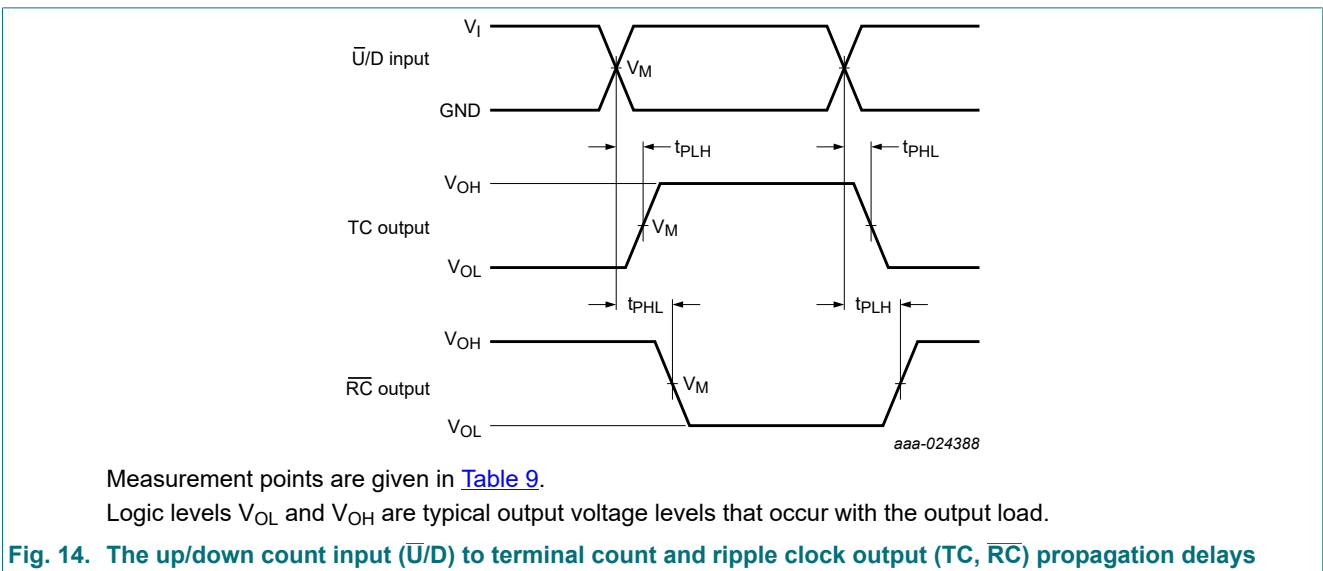 V_I
U̅/D input
V_M
GND
t_PLH
t_PHL
V_OH
TC output
V_M
V_OL
t_PHL
t_PLH
V_OH
R̅C̅ output
V_M
V_OL
aaa-024388
Measurement points are given in Table 9.
Logic levels V_OL and V_OH are typical output voltage levels that occur with the output load.
Fig. 14. The up/down count input (U̅/D) to terminal count and ripple clock output (TC, R̅C̅) propagation delays